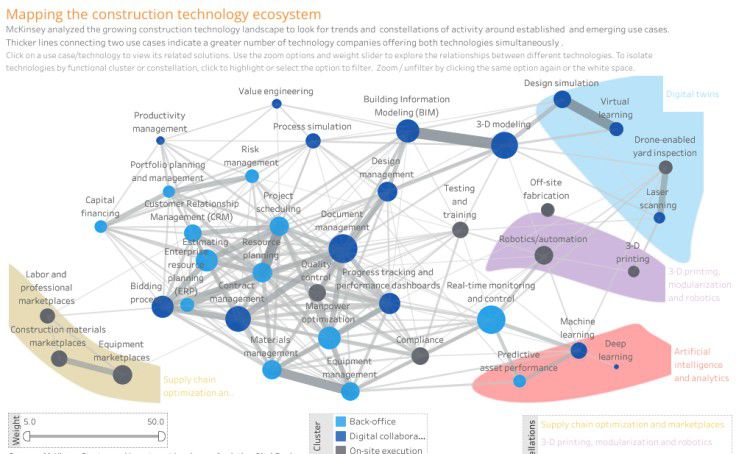 Mapping the construction technology ecosystem
McKinsey analyzed the growing construction technology landscape to look for trends and constellations of activity around established and emerging use cases.
Thicker lines connecting two use cases indicate a greater number of technology companies offering both technologies simultaneously.
Click on a use case/technology to view its related solutions. Use the zoom options and weight slider to explore the relationships between different technologies. To isolate
technologies by functional cluster or constellation, click to highlight or select the option to filter. Zoom/unfilter by clicking the same option again or the white space.
Design simulation
Value engineering
Digital twins
Building Information
Modeling (BIM)
Virtual
learning
Productivity
management
Process simulation
3-D modeling
Drone-enabled
yard inspection
Risk
management
Portfolio planning
and management
Design
management
Off-site
fabrication
Testing
and
training
Laser
scanning
Capital
financing
Customer Relationship
Management (CRM)
Project
scheduling
Document
management
Estimating
Enterprise
resource
planning
(ERP)
Resource
planning
Robotics/automation
3-D
printing
Quality
control
Progress tracking and
performance dashboards
Real-time monitoring
and control
3-D printing,
modularization
and robotics
Labor and
professional
marketplaces
Bidding
process
Contract
management
Manpower
optimization
Construction materials
marketplaces
Equipment
marketplaces
Materials
management
Compliance
Machine
learning
Deep
learning
Predictive
asset performance
Artificial
intelligence
and analytics
Equipment
management
Supply chain
optimization an...
Weight
5.0
50.0
Cluster
Back-office
Digital collabora...
On-site execution
ellations
Supply chain optimization and marketplaces
3-D printing, modularization and robotics